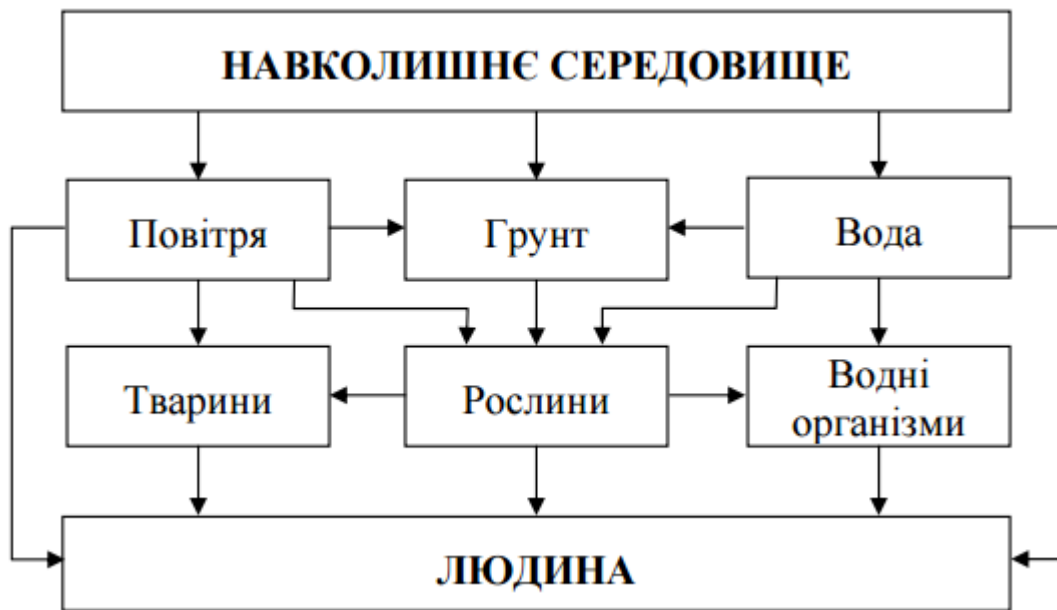 НАВКОЛИШНЄ СЕРЕДОВИЩЕ
Повітря
Грунт
Вода
Тварини
Рослини
Водні
організми
ЛЮДИНА